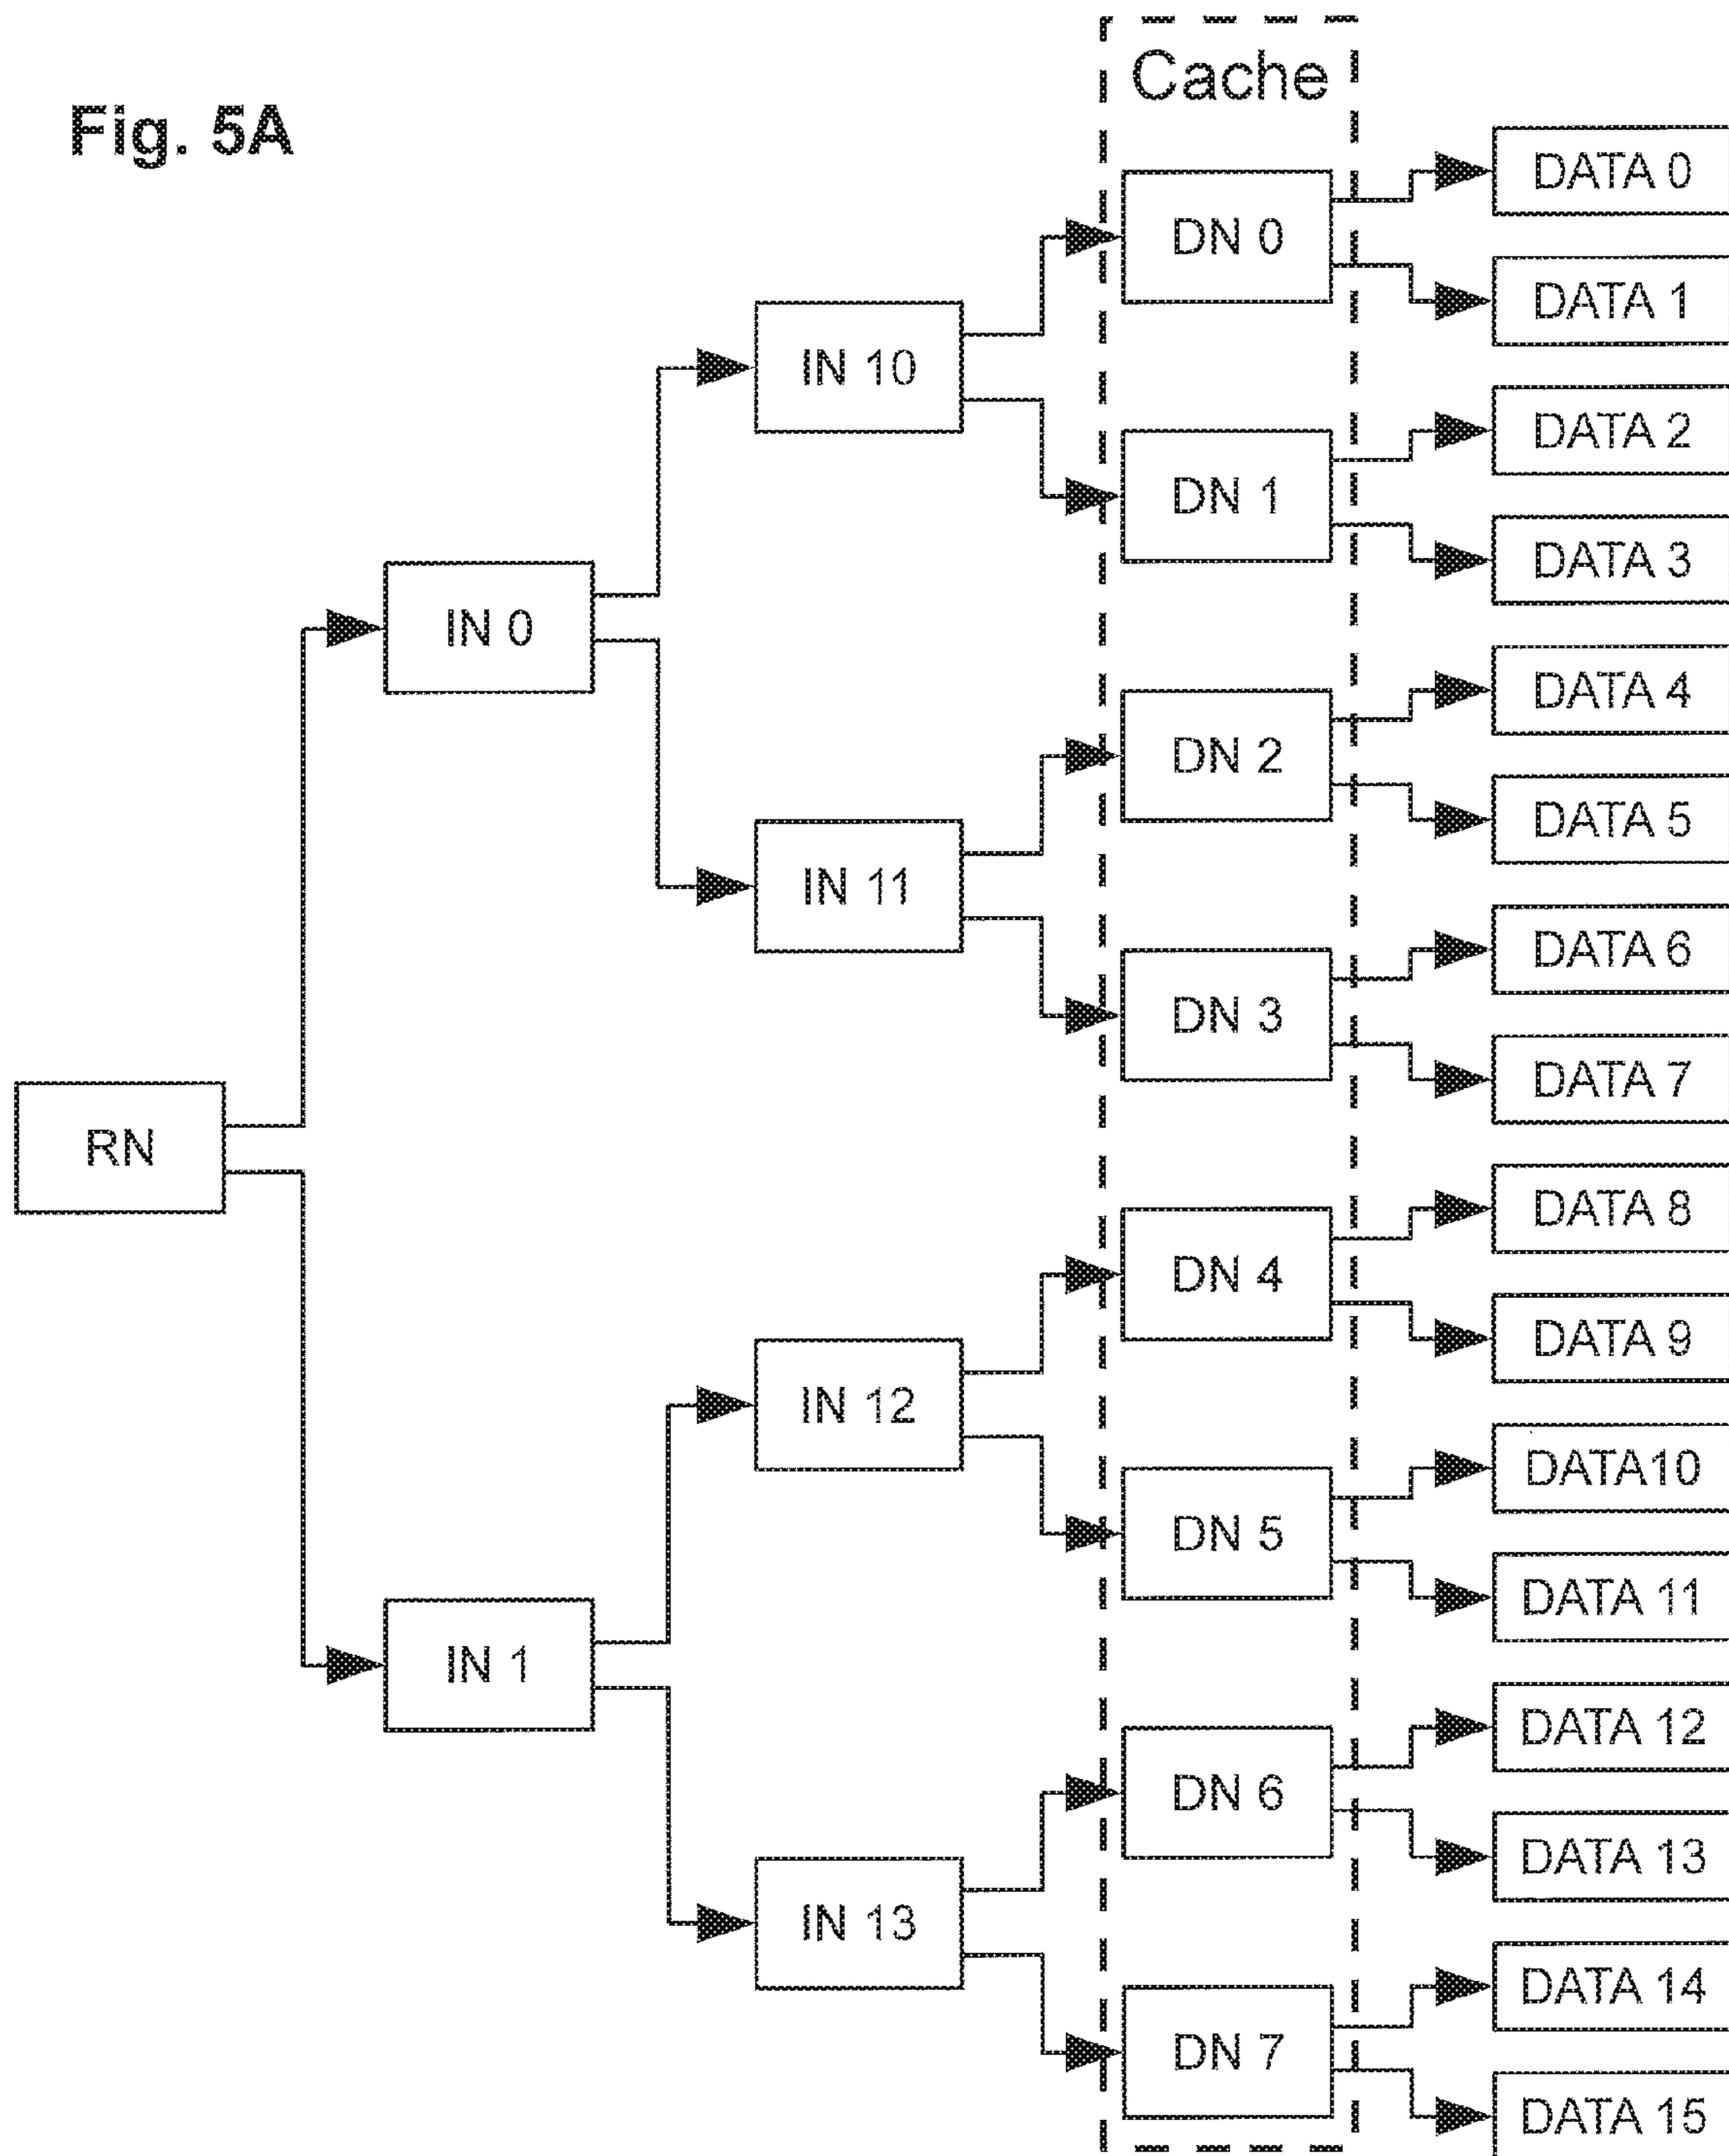 Fig. 5A
Cache
RN
IN 0
IN 1
IN 10
IN 11
IN 12
IN 13
DN 0
DN 1
DN 2
DN 3
DN 4
DN 5
DN 6
DN 7
DATA 0
DATA 1
DATA 2
DATA 3
DATA 4
DATA 5
DATA 6
DATA 7
DATA 8
DATA 9
DATA10
DATA 11
DATA 12
DATA 13
DATA 14
DATA 15